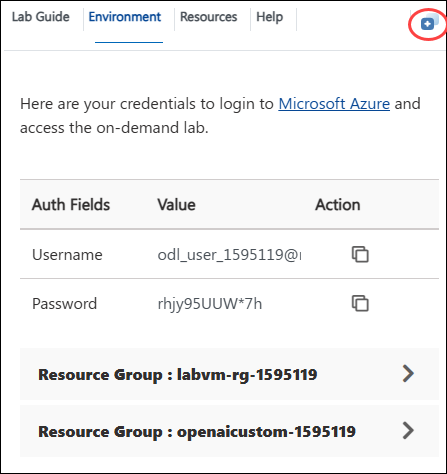 Lab Guide Environment Resources Help
Here are your credentials to login to Microsoft Azure and
access the on-demand lab.
Auth Fields Value Action
Username odl_user_1595119@
Password rhjy95UUW*7h
Resource Group : labvm-rg-1595119
Resource Group : openaicustom-1595119